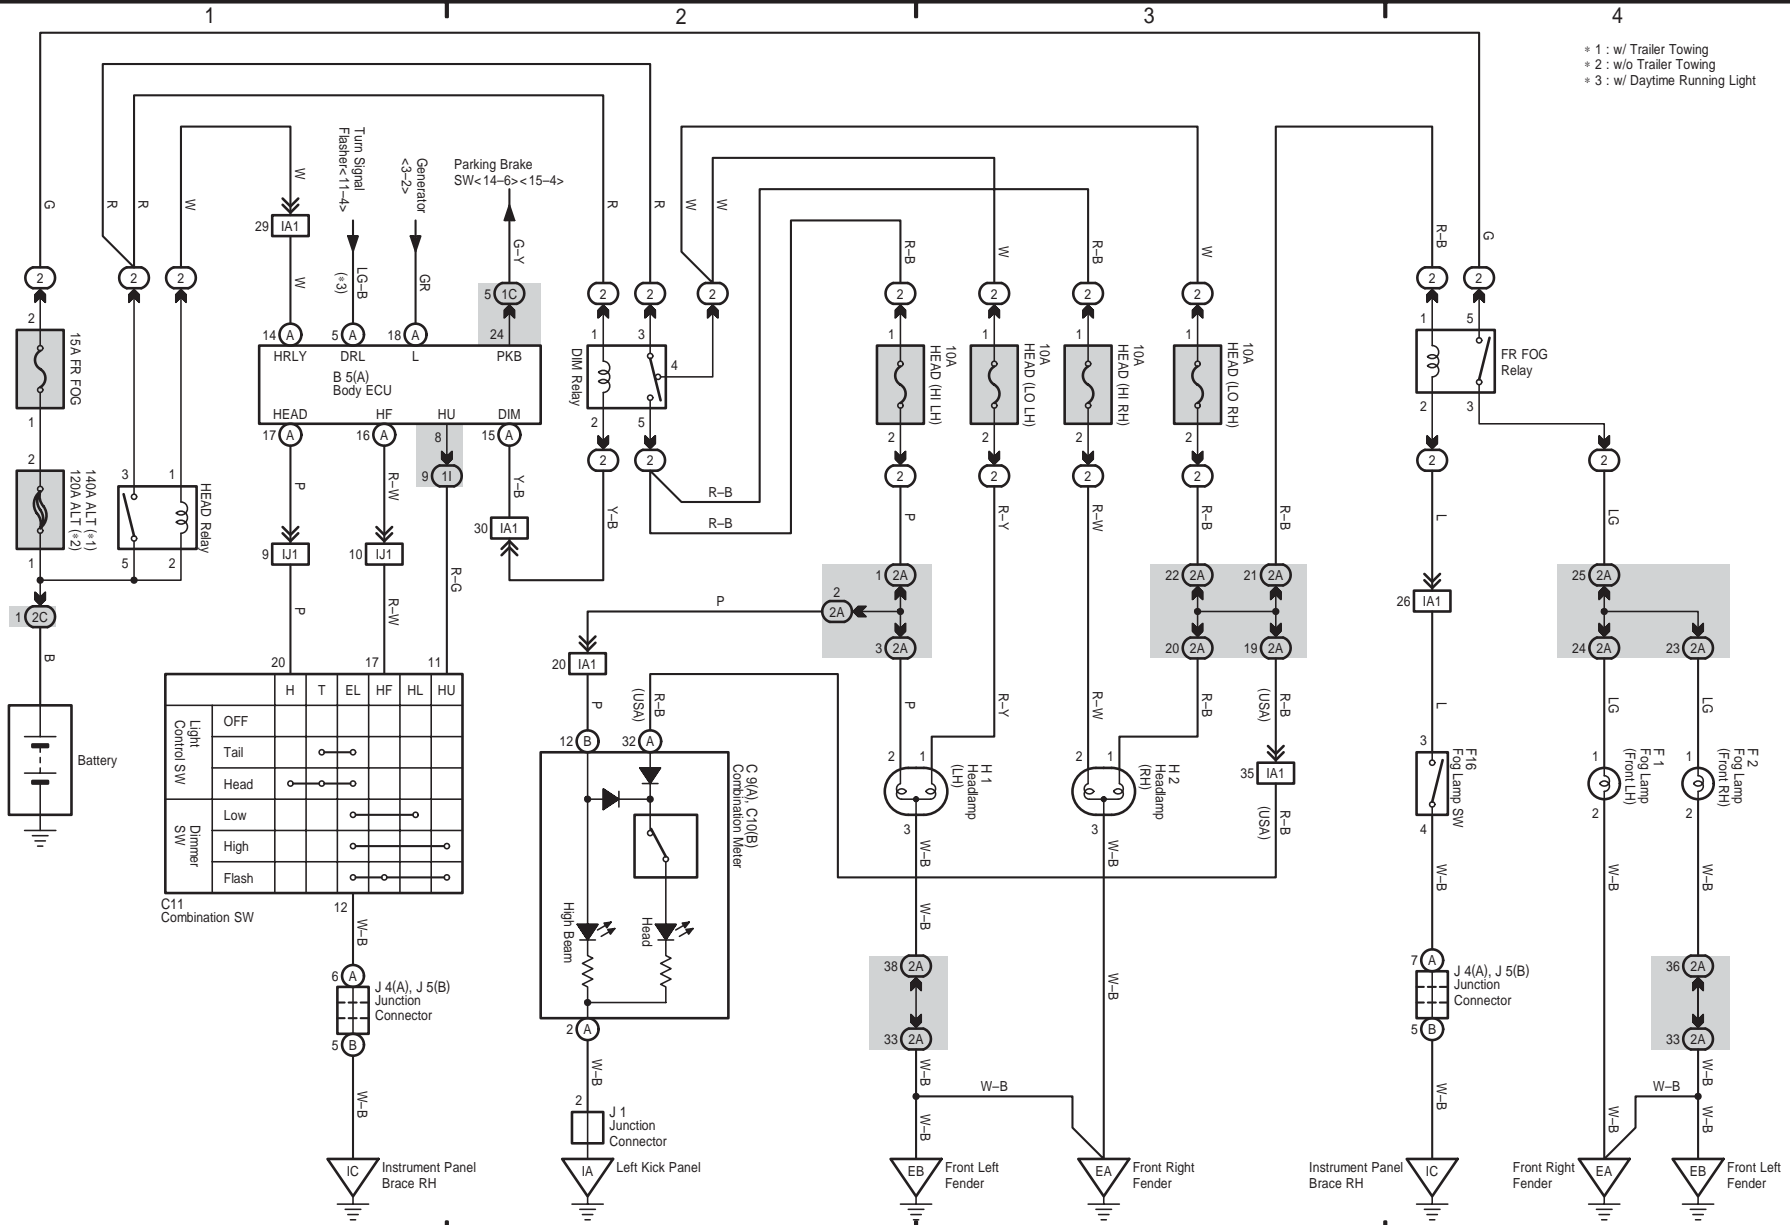 1
2
3
4
* 1 : w/ Trailer Towing
* 2 : w/o Trailer Towing
* 3 : w/ Daytime Running Light
G
R
R
W
W
29 IA1
W
Turn Signal
Flasher<11–4>
LG–B
(*3)
Generator
<3–2>
GR
Parking Brake
SW<14–6><15–4>
G–Y
5 1C
24
R
R
W
W
R–B
W
R–B
W
R–B
G
2
2
2
2
2
2
2
2
2
2
2
2
14 A
5 A
18 A
HRLY
DRL
L
PKB
B 5(A)
Body ECU
HEAD
HF
HU
DIM
17 A
16 A
8
9 1I
15 A
2
15A FR FOG
1
2
140A ALT (*1)
120A ALT (*2)
1
3
1
HEAD Relay
5
2
1 2C
B
Battery
1
3
4
DIM Relay
2
5
2
2
1
10A
HEAD (HI LH)
2
2
1
10A
HEAD (LO LH)
2
2
1
10A
HEAD (HI RH)
2
2
1
10A
HEAD (LO RH)
2
2
1
5
FR FOG
Relay
2
3
2
2
P
R–W
Y–B
Y–B
R–B
R–B
P
R–Y
R–W
R–B
R–B
L
LG
9 IJ1
10 IJ1
30 IA1
P
R–W
R–G
1 2A
2
2A
3 2A
P
22 2A
21 2A
20 2A
19 2A
26 IA1
25 2A
24 2A
23 2A
20 IA1
P
R–B
(USA)
20
17
11
H
T
EL
HF
HL
HU
Light
Control SW
OFF
Tail
Head
Dimmer
SW
Low
High
Flash
C11
Combination SW
12
W–B
6 A
J 4(A), J 5(B)
Junction
Connector
5 B
W–B
IC
Instrument Panel
Brace RH
12 B
32 A
C 9(A), C10(B)
Combination Meter
High Beam
Head
2 A
W–B
2
J 1
Junction
Connector
IA
Left Kick Panel
P
R–Y
2
1
H 1
Headlamp
(LH)
3
W–B
W–B
38 2A
33 2A
W–B
W–B
W–B
EB
Front Left
Fender
R–W
R–B
2
1
H 2
Headlamp
(RH)
3
W–B
W–B
EA
Front Right
Fender
R–B
(USA)
35 IA1
R–B
(USA)
L
3
F16
Fog Lamp SW
4
W–B
7 A
J 4(A), J 5(B)
Junction
Connector
5 B
W–B
Instrument Panel
Brace RH
IC
LG
LG
1
F 1
Fog Lamp
(Front LH)
2
1
F 2
Fog Lamp
(Front RH)
2
W–B
W–B
36 2A
33 2A
W–B
W–B
W–B
W–B
Front Right
Fender
EA
EB
Front Left
Fender